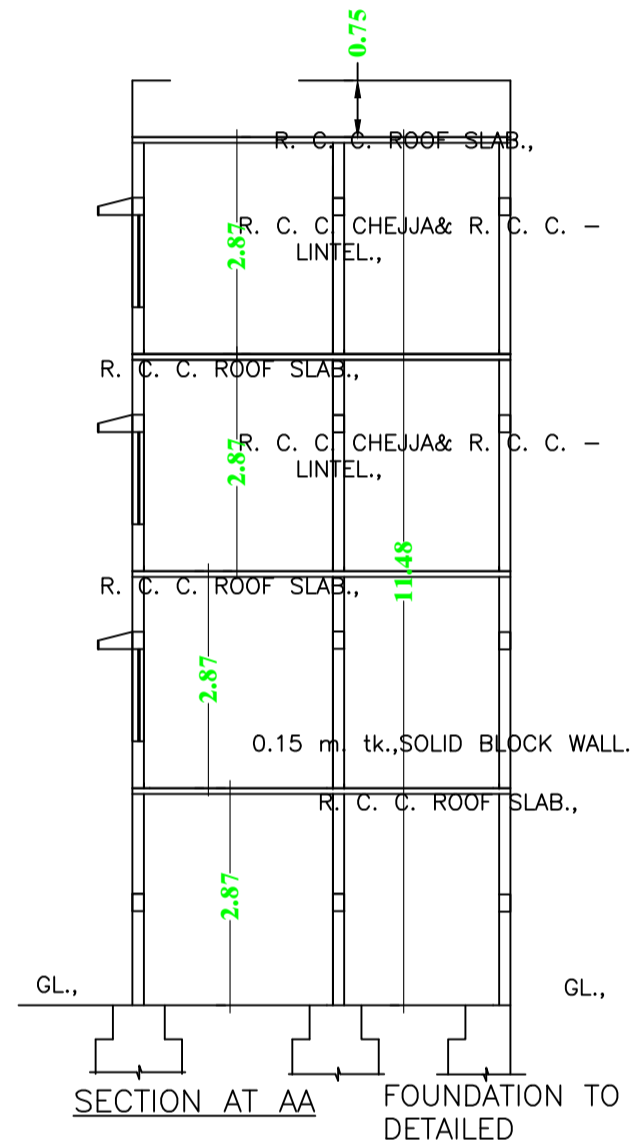 0.75
R. C. C. ROOF SLAB.,
2.87
R. C. C. CHEJJA& R. C. C. –
LINTEL.,
R. C. C. ROOF SLAB.,
2.87
R. C. C. CHEJJA& R. C. C. –
LINTEL.,
11.48
R. C. C. ROOF SLAB.,
2.87
0.15 m. tk.,SOLID BLOCK WALL.
R. C. C. ROOF SLAB.,
2.87
GL.,
GL.,
SECTION AT AA
FOUNDATION TO
DETAILED